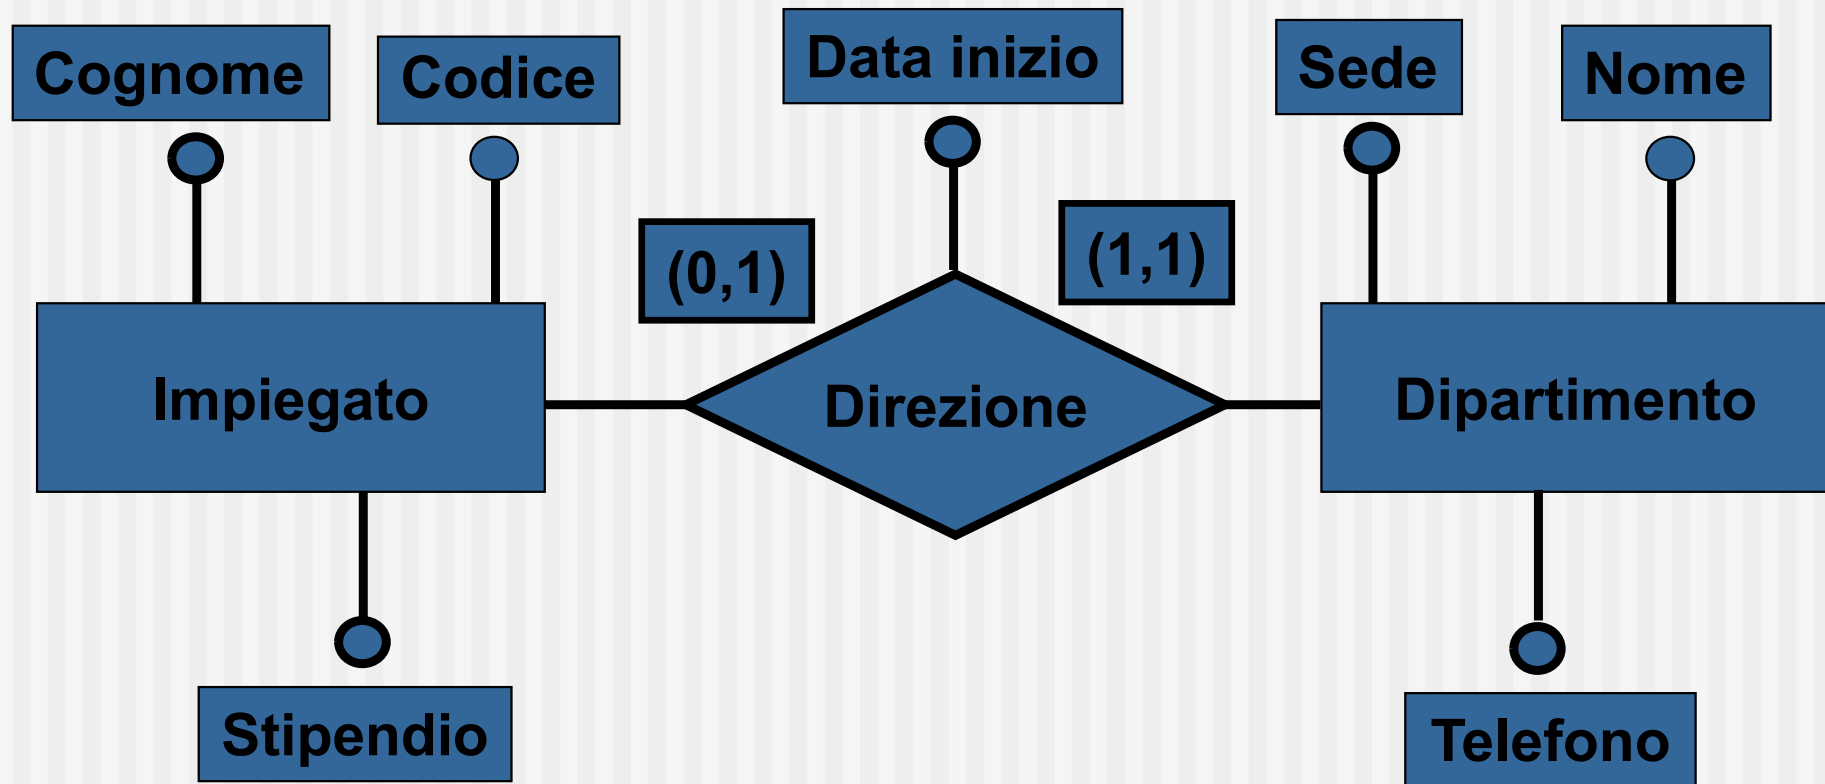 Cognome
Codice
Data inizio
Sede
Nome
(0,1)
(1,1)
Impiegato
Direzione
Dipartimento
Stipendio
Telefono